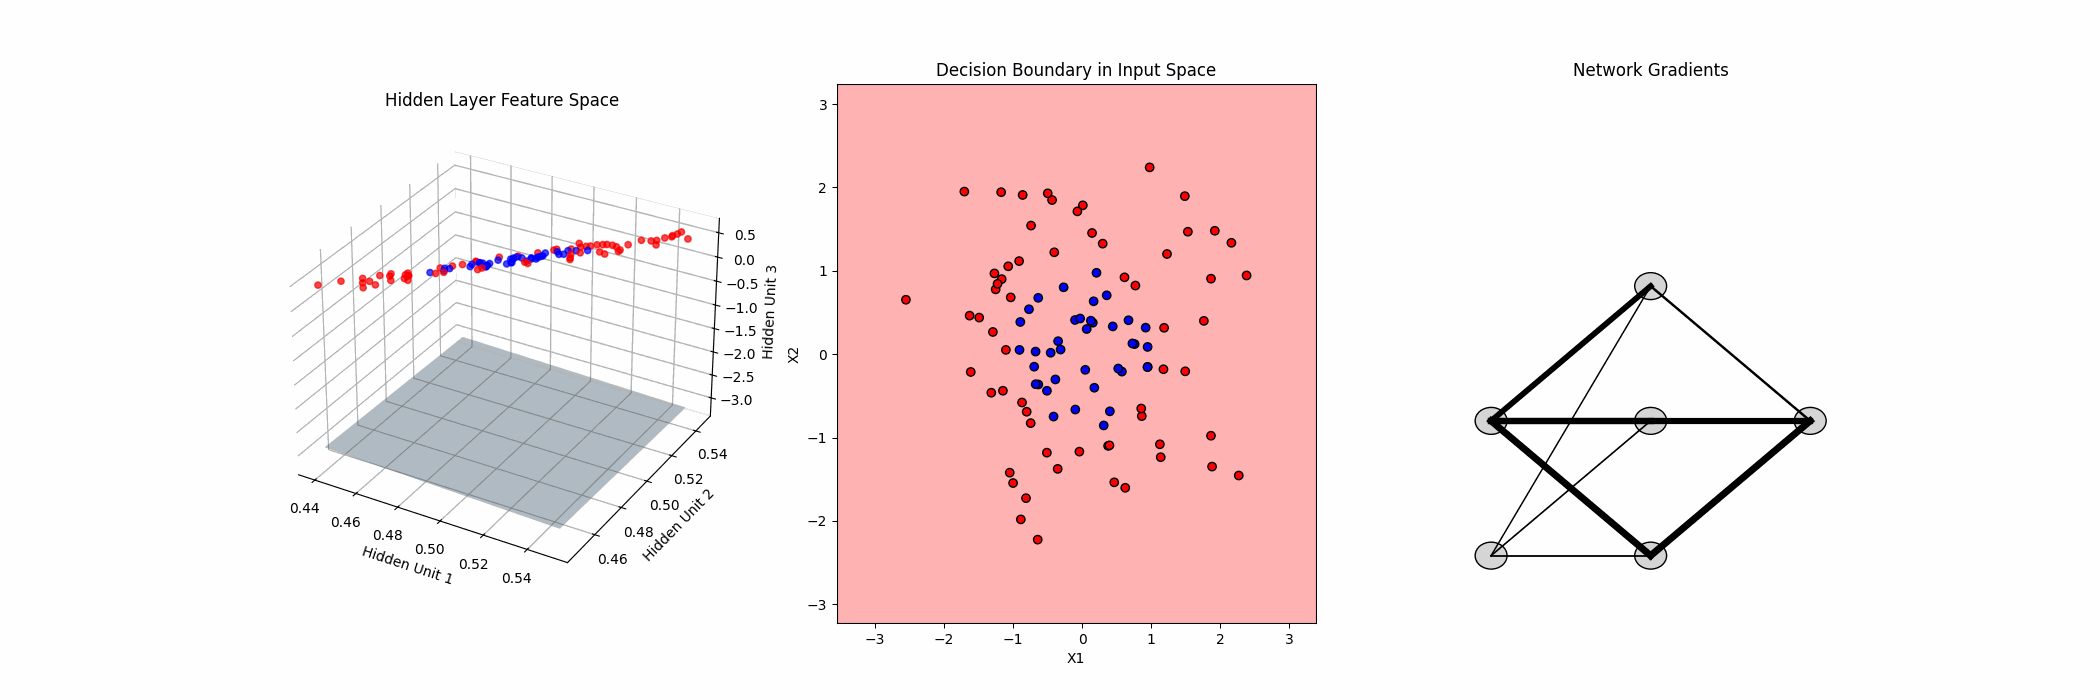 Hidden Layer Feature Space
0.5
0.0
−0.5
−1.0
−1.5
−2.0
−2.5
−3.0
Hidden Unit 3
0.54
0.52
0.50
0.48
0.46
Hidden Unit 2
0.44
0.46
0.48
0.50
0.52
0.54
Hidden Unit 1
Decision Boundary in Input Space
3
2
1
0
−1
−2
−3
X2
−3 −2 −1 0 1 2 3
X1
Network Gradients